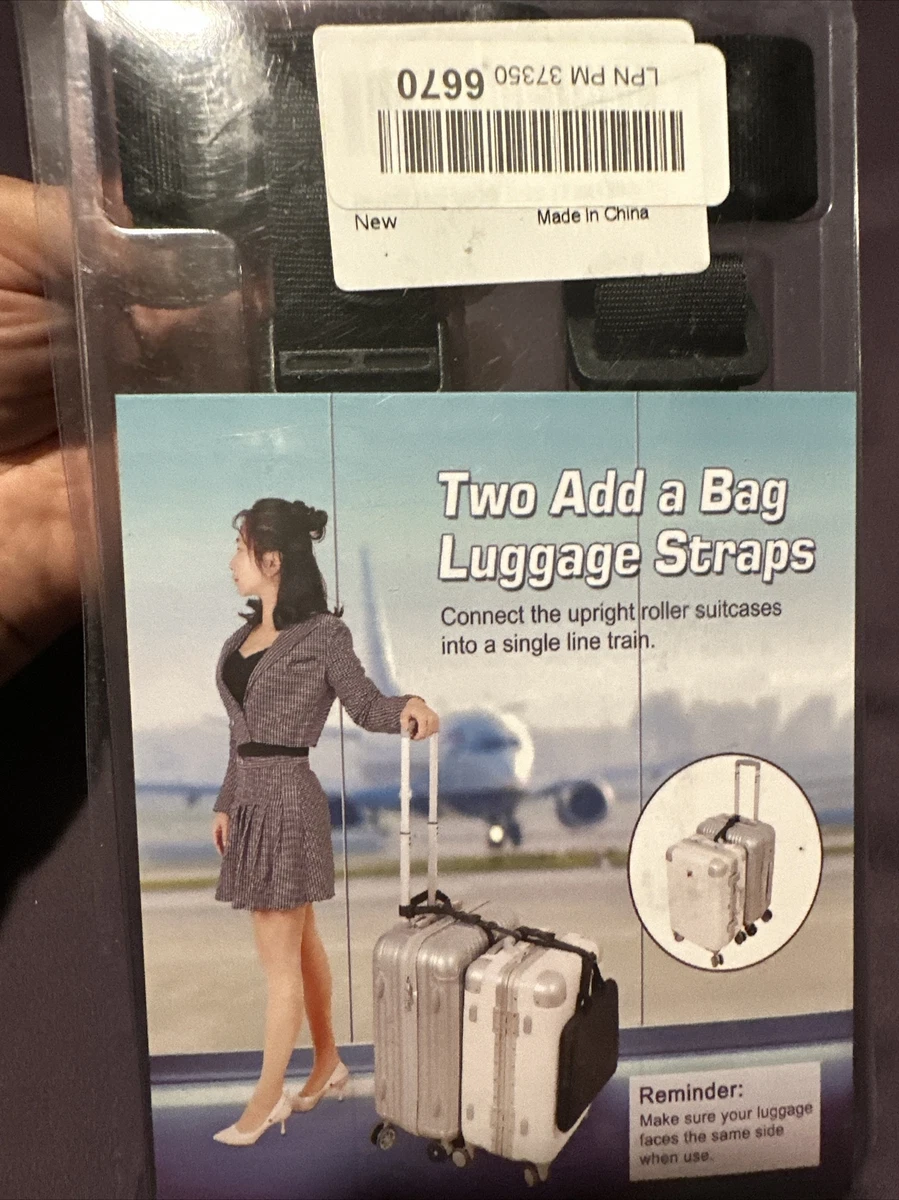 LPN PM 37350 6670
New Made in China
Two Add a Bag
Luggage Straps
Connect the upright roller suitcases
into a single line train.
Reminder:
Make sure your luggage
faces the same side
when use.